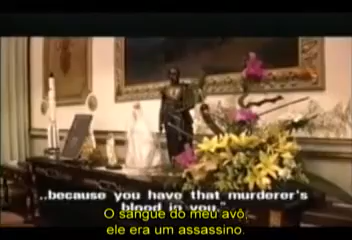 ..because you have that murderer's
blood in you.
O sangue do meu avô;
ele era um assassino.